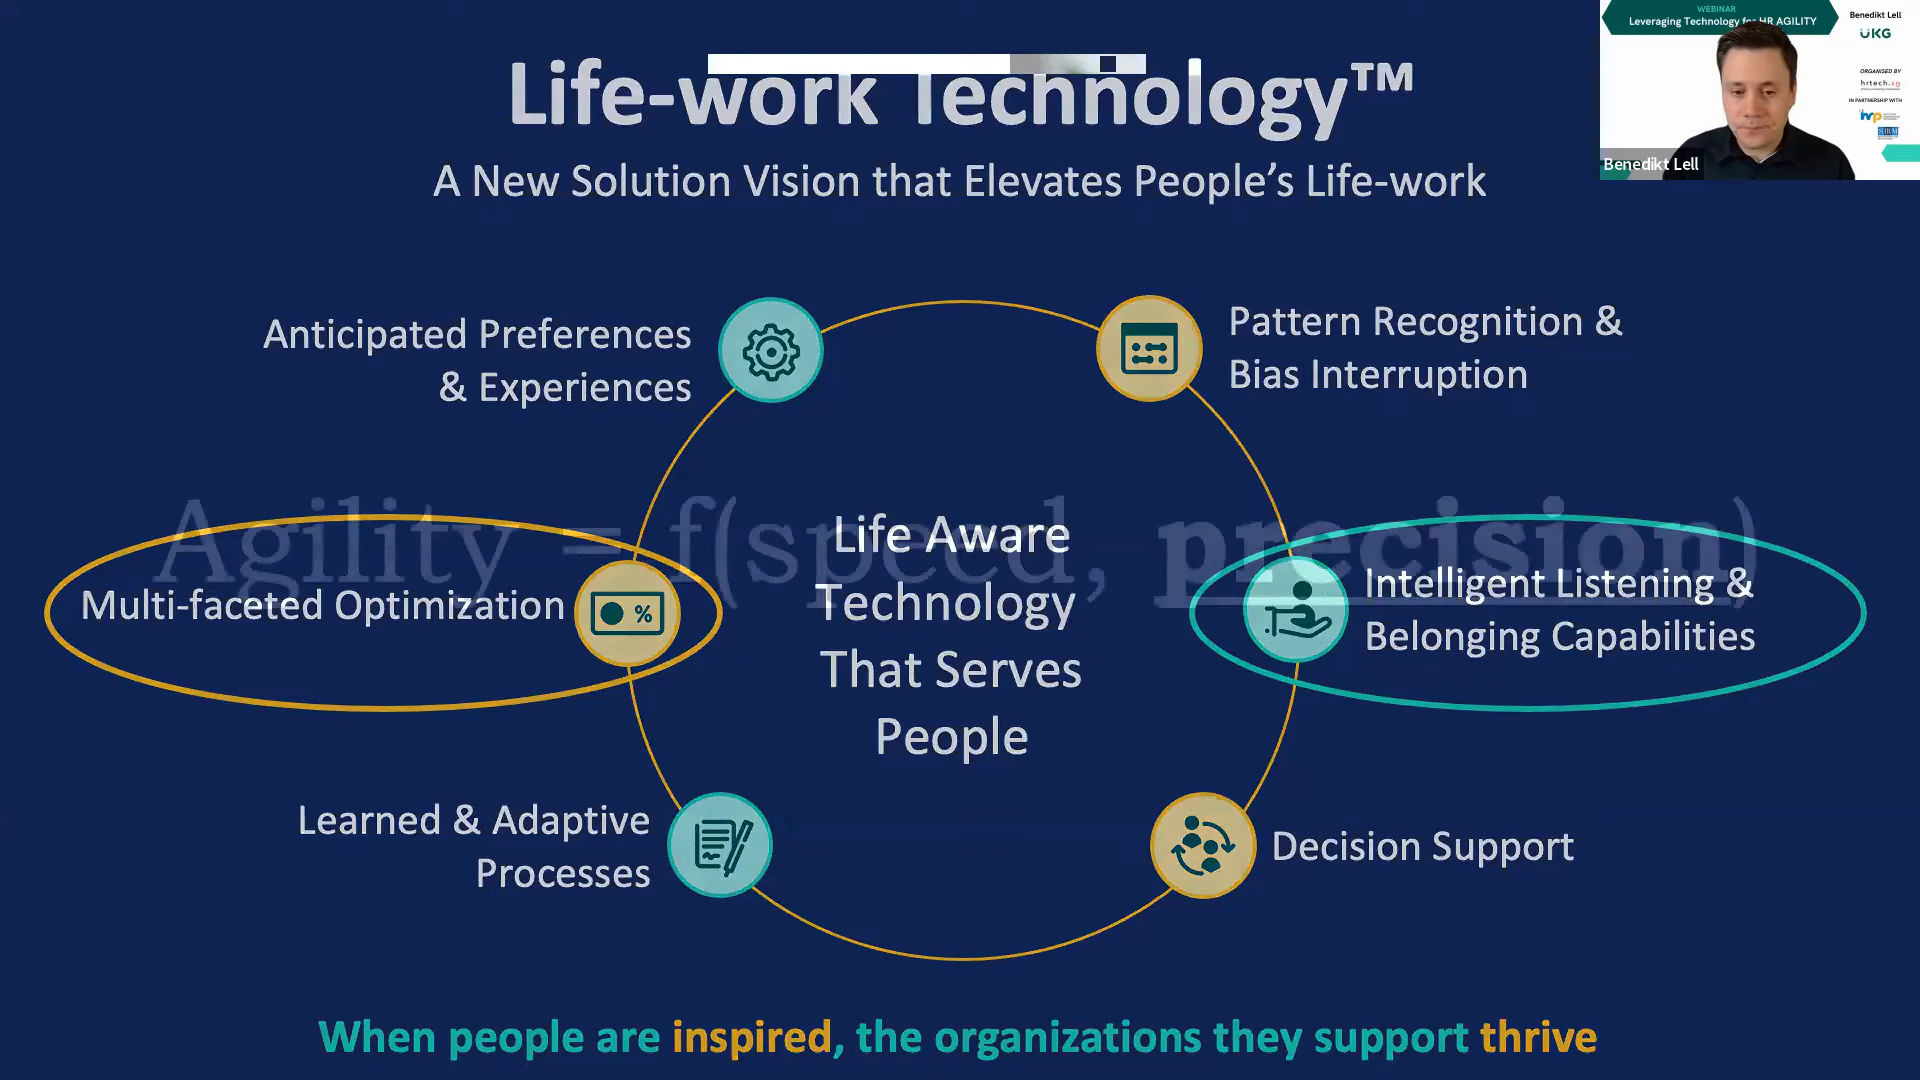 Life-work Technology™
A New Solution Vision that Elevates People's Life-work
Anticipated Preferences
& Experiences
Pattern Recognition &
Bias Interruption
Agility = f(speed, precision)
Multi-faceted Optimization
%
Life Aware
Technology
That Serves
People
Intelligent Listening &
Belonging Capabilities
Learned & Adaptive
Processes
Decision Support
When people are inspired, the organizations they support thrive
WEBINAR
Leveraging Technology for HR AGILITY
Benedikt Lell
UKG
ORGANISED BY
hrtech.sg
IN PARTNERSHIP WITH
Benedikt Lell